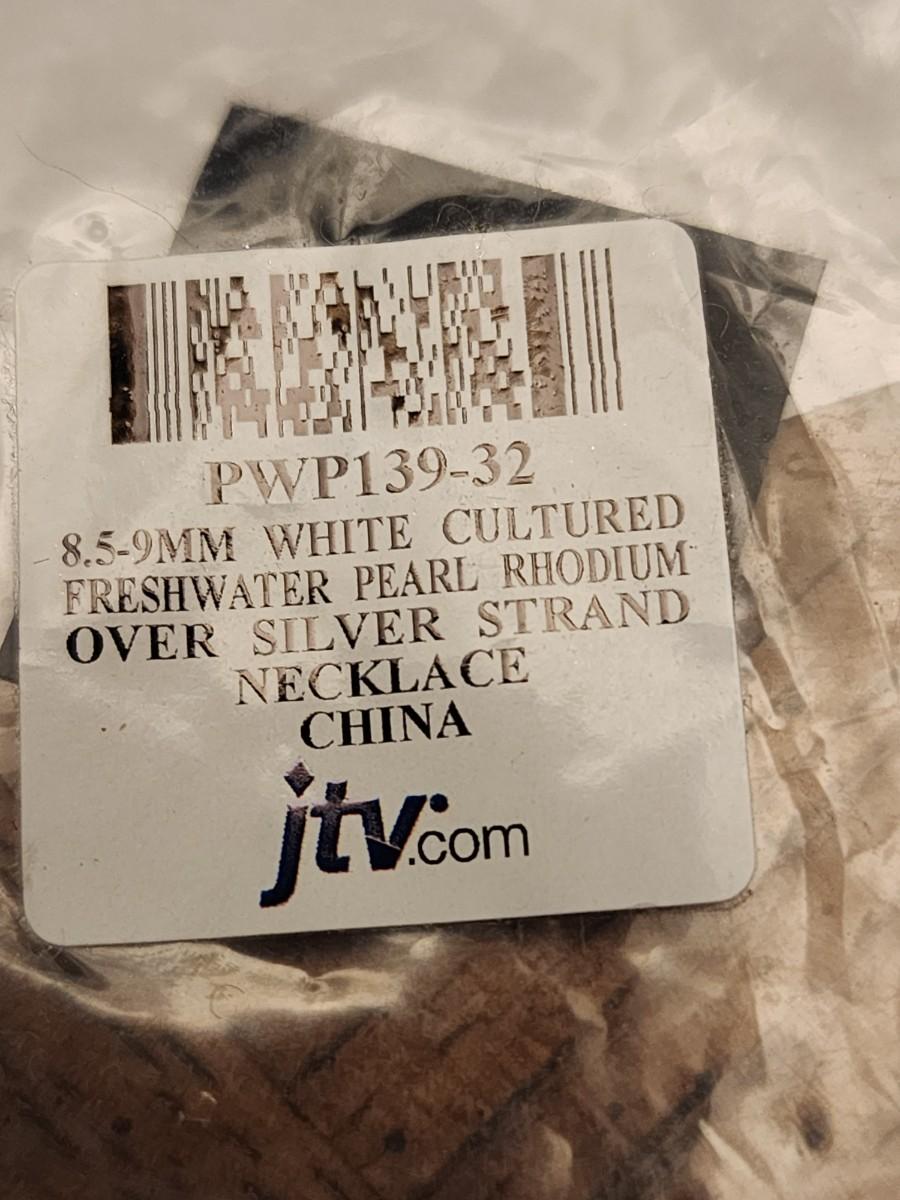 PWP139-32
8.5-9MM WHITE CULTURED
FRESHWATER PEARL RHODIUM
OVER SILVER STRAND
NECKLACE
CHINA
jtv.com